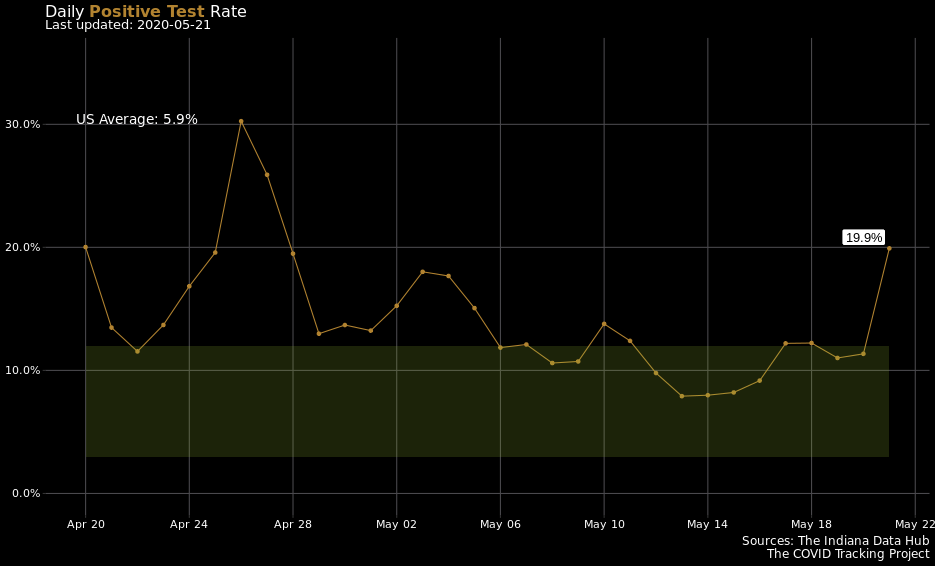 Daily Positive Test Rate
Last updated: 2020-05-21
US Average: 5.9%
30.0%
20.0%
10.0%
0.0%
19.9%
Apr 20 Apr 24 Apr 28 May 02 May 06 May 10 May 14 May 18 May 22
Sources: The Indiana Data Hub
The COVID Tracking Project